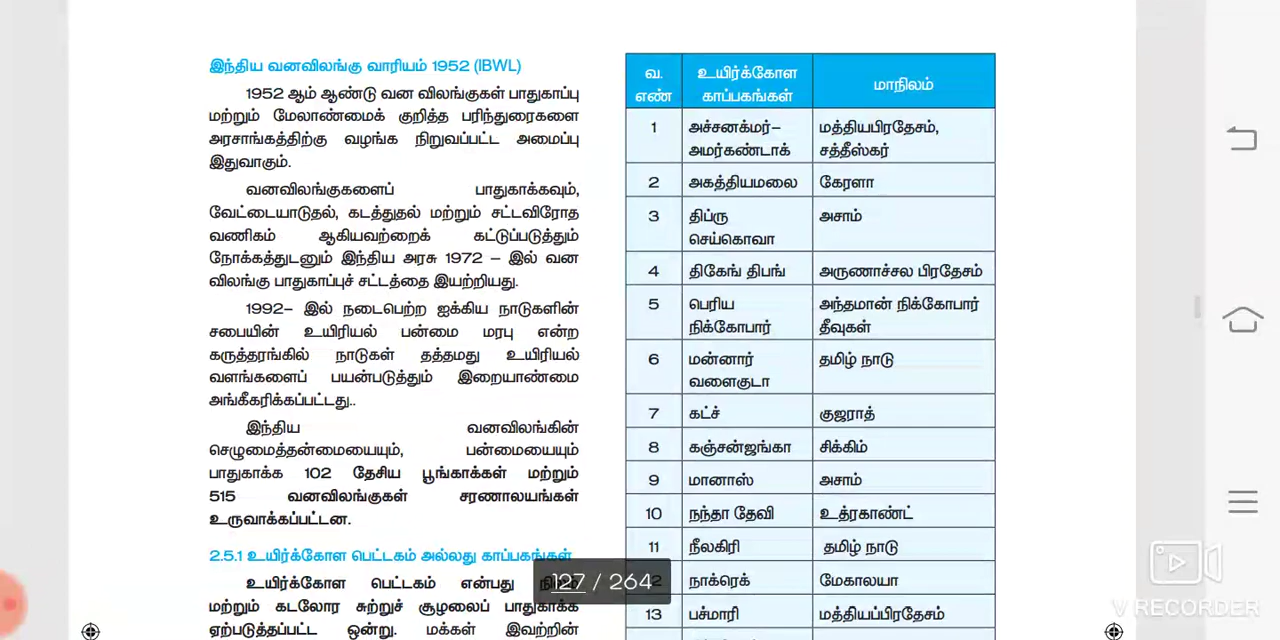 இந்திய வனவிலங்கு வாரியம் 1952 (IBWL)
1952 ஆம் ஆண்டு வன விலங்குகள் பாதுகாப்பு
மற்றும் மேலாண்மைக் குறித்த பரிந்துரைகளை
அரசாங்கத்திற்கு வழங்க நிறுவப்பட்ட அமைப்பு
இதுவாகும்.
வனவிலங்குகளைப் பாதுகாக்கவும்,
வேட்டையாடுதல், கடத்துதல் மற்றும் சட்டவிரோத
வணிகம் ஆகியவற்றைக் கட்டுப்படுத்தும்
நோக்கத்துடனும் இந்திய அரசு 1972 – இல் வன
விலங்கு பாதுகாப்புச் சட்டத்தை இயற்றியது.
1992– இல் நடைபெற்ற ஐக்கிய நாடுகளின்
சபையின் உயிரியல் பன்மை மரபு என்ற
கருத்தரங்கில் நாடுகள் தத்தமது உயிரியல்
வளங்களைப் பயன்படுத்தும் இறையாண்மை
அங்கீகரிக்கப்பட்டது..
இந்திய வனவிலங்கின்
செழுமைத்தன்மையையும், பன்மையையும்
பாதுகாக்க 102 தேசிய பூங்காக்கள் மற்றும்
515 வனவிலங்குகள் சரணாலயங்கள்
உருவாக்கப்பட்டன.
2.5.1 உயிர்க்கோள பெட்டகம் அல்லது காப்பகங்கள்
உயிர்க்கோள பெட்டகம் என்பது
மற்றும் கடலோர சுற்றுச் சூழலைப் பாதுகாக்க
ஏற்படுத்தப்பட்ட ஒன்று. மக்கள் இவற்றின்
வ. எண் உயிர்க்கோள காப்பகங்கள் மாநிலம்
1 அச்சனக்மர்– மத்தியபிரதேசம்,
அமர்கண்டாக் சத்தீஸ்கர்
2 அகத்தியமலை கேரளா
3 திப்ரு அசாம்
செய்கொவா
4 திகேங் திபங் அருணாச்சல பிரதேசம்
5 பெரிய அந்தமான் நிக்கோபார்
நிக்கோபார் தீவுகள்
6 மன்னார் தமிழ் நாடு
வளைகுடா
7 கட்ச் குஜராத்
8 கஞ்சன்ஜங்கா சிக்கிம்
9 மானாஸ் அசாம்
10 நந்தா தேவி உத்ரகாண்ட்
11 நீலகிரி தமிழ் நாடு
2 நாக்ரெக் மேகாலயா
13 பச்மாரி மத்தியப்பிரதேசம்
127 / 264
V RECORDER